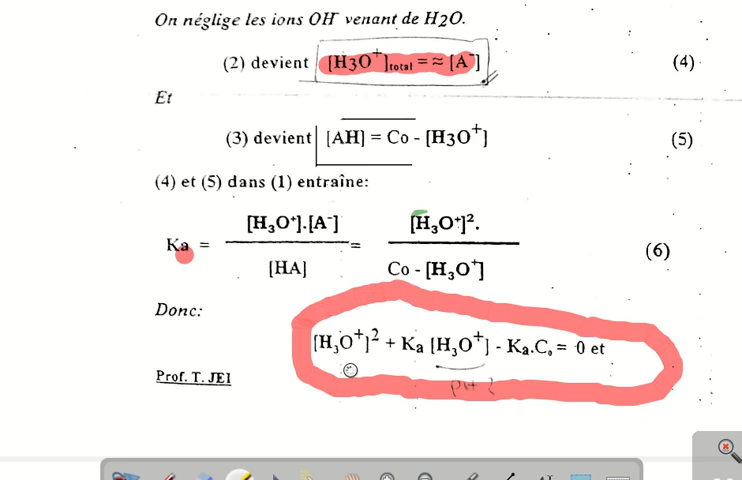 On néglige les ions OH⁻ venant de H2O.
(2) devient [H3O⁺]total = ≈ [A⁻] (4)
Et
(3) devient [AH] = Co - [H3O⁺] (5)
(4) et (5) dans (1) entraîne:
Ka = [H₃O⁺].[A⁻] / [HA] = [H₃O⁺]². / Co - [H₃O⁺] (6)
Donc:
[H₃O⁺]² + Ka [H₃O⁺] - Ka.C₀ = 0 et
Prof. T. JEI
PH ?